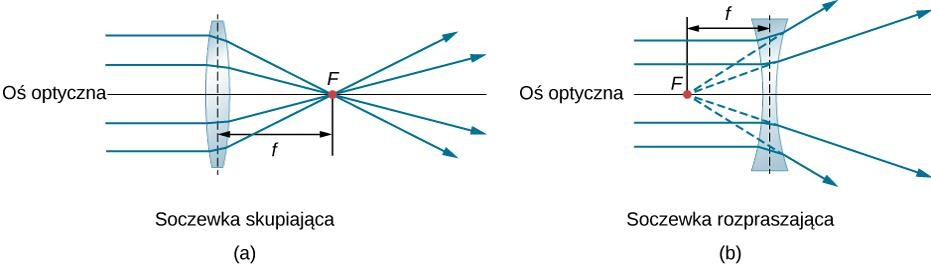 F
Oś optyczna
f
Soczewka skupiająca
(a)
f
F
Oś optyczna
Soczewka rozpraszająca
(b)